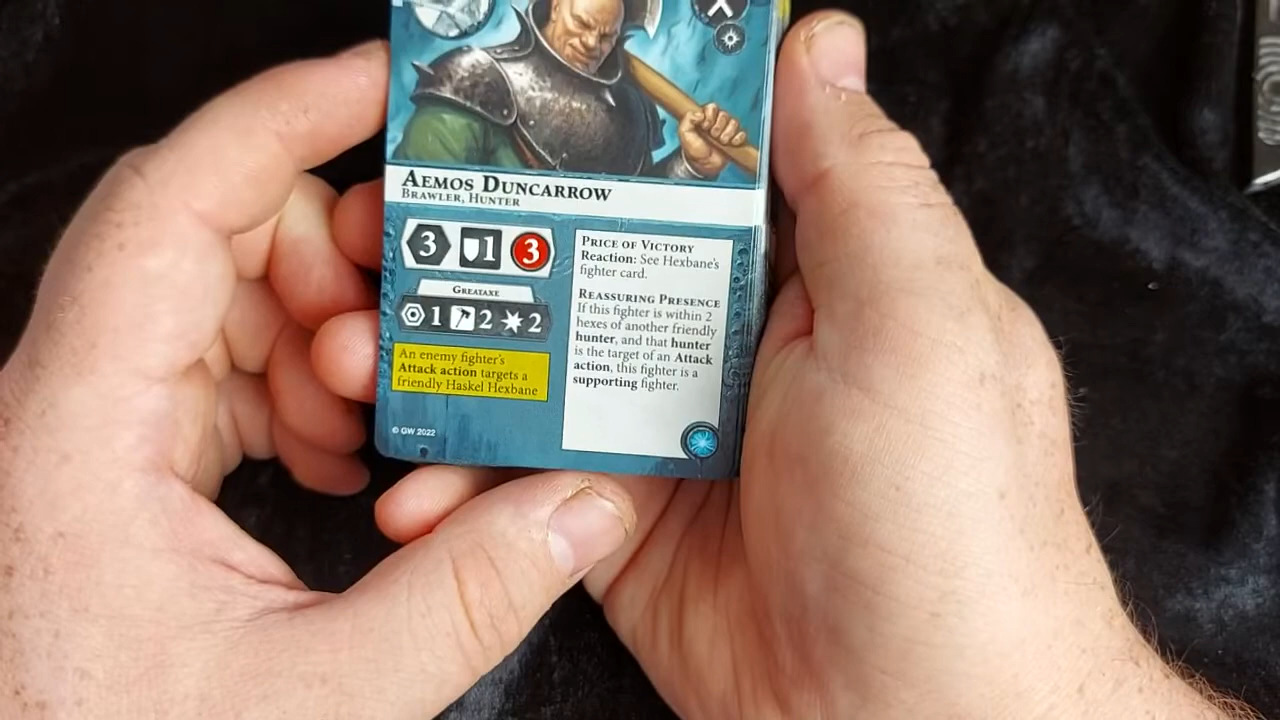 Aemos Duncarrow
Brawler, Hunter
3 1 3
Greataxe
1 2 2
An enemy fighter's
Attack action targets a
friendly Haskel Hexbane
© GW 2022
Price of Victory
Reaction: See Hexbane's
fighter card.
Reassuring Presence
If this fighter is within 2
hexes of another friendly
hunter, and that hunter
is the target of an Attack
action, this fighter is a
supporting fighter.